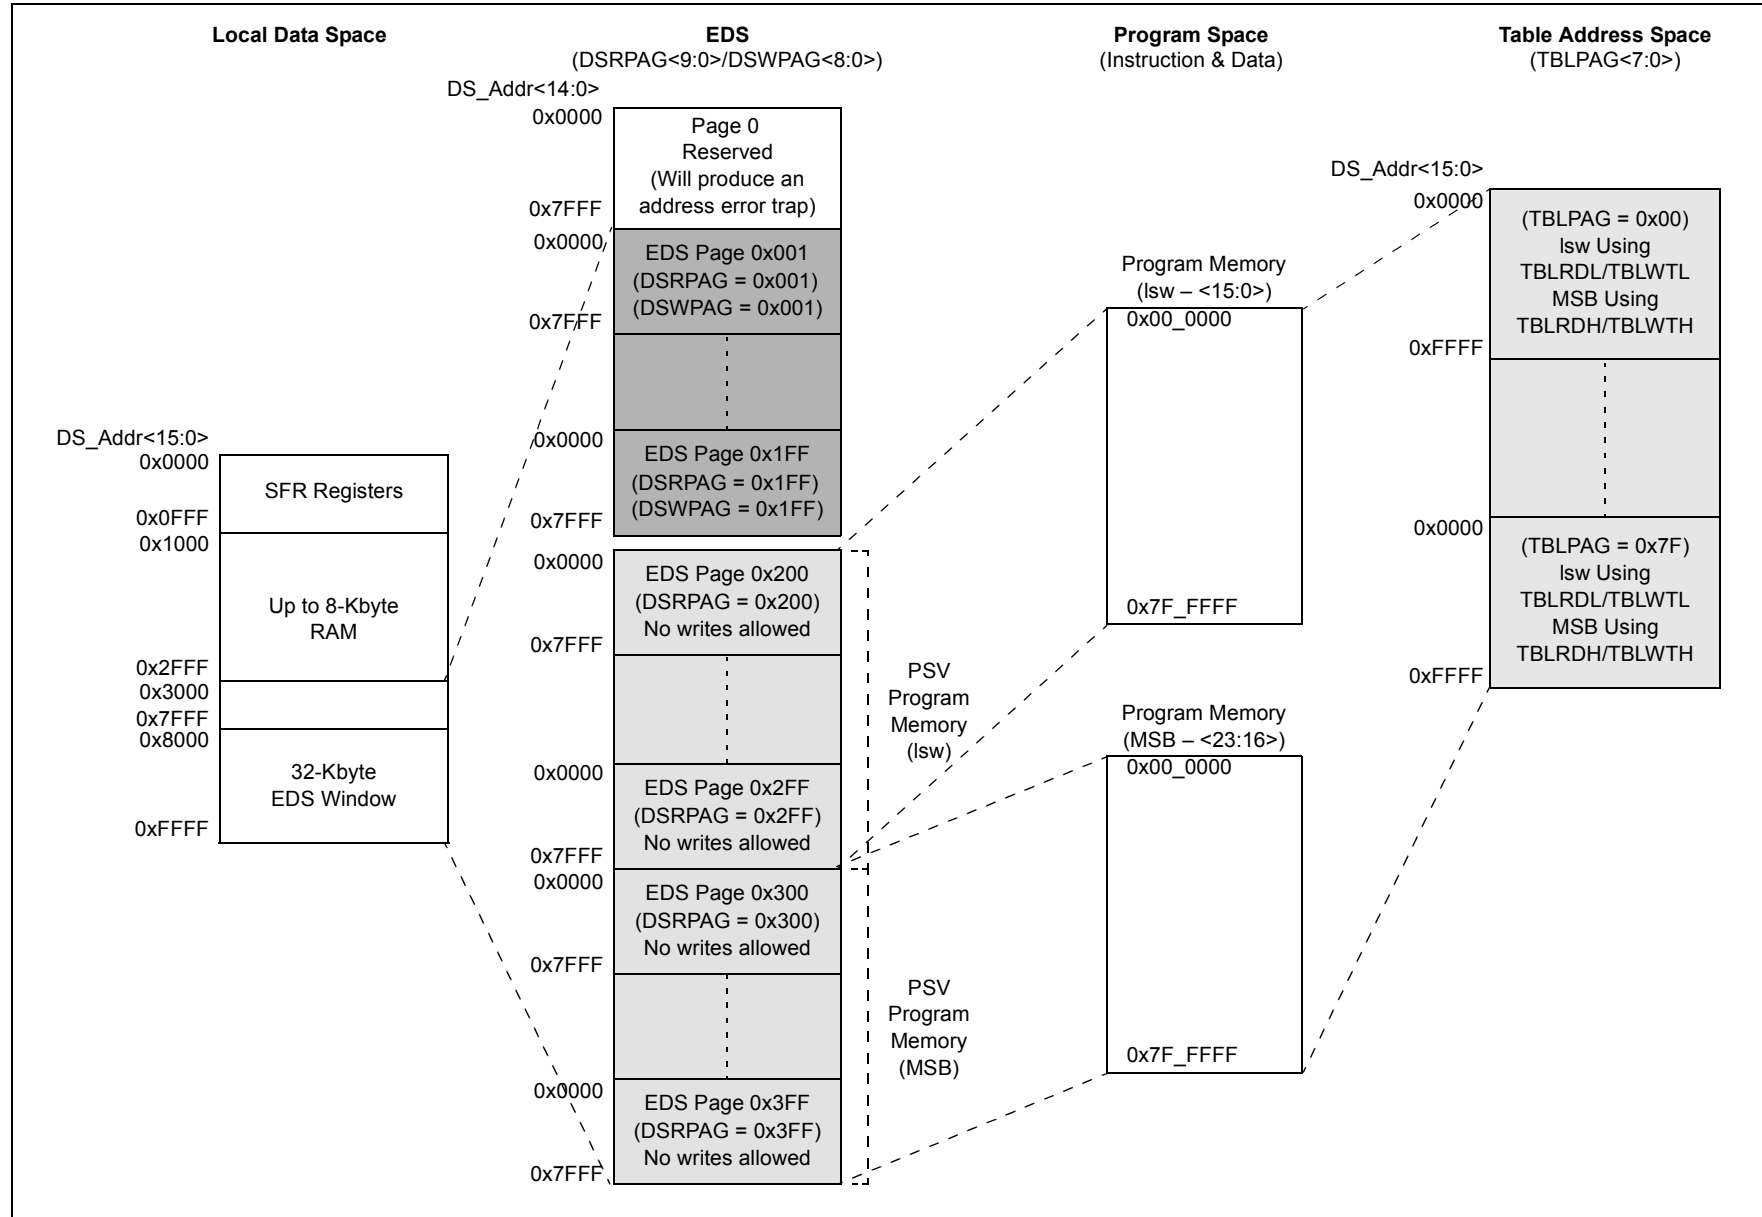 Local Data Space
EDS
(DSRPAG<9:0>/DSWPAG<8:0>)
Program Space
(Instruction & Data)
Table Address Space
(TBLPAG<7:0>)
DS_Addr<15:0>
0x0000
SFR Registers
0x0FFF
0x1000
Up to 8-Kbyte
RAM
0x2FFF
0x3000
0x7FFF
0x8000
32-Kbyte
EDS Window
0xFFFF
DS_Addr<14:0>
0x0000
Page 0
Reserved
(Will produce an
address error trap)
0x7FFF
0x0000
EDS Page 0x001
(DSRPAG = 0x001)
(DSWPAG = 0x001)
0x7FFF
0x0000
EDS Page 0x1FF
(DSRPAG = 0x1FF)
(DSWPAG = 0x1FF)
0x7FFF
0x0000
EDS Page 0x200
(DSRPAG = 0x200)
No writes allowed
0x7FFF
PSV
Program
Memory
(lsw)
0x0000
EDS Page 0x2FF
(DSRPAG = 0x2FF)
No writes allowed
0x7FFF
0x0000
EDS Page 0x300
(DSRPAG = 0x300)
No writes allowed
0x7FFF
PSV
Program
Memory
(MSB)
0x0000
EDS Page 0x3FF
(DSRPAG = 0x3FF)
No writes allowed
0x7FFF
Program Memory
(lsw – <15:0>)
0x00_0000
0x7F_FFFF
Program Memory
(MSB – <23:16>)
0x00_0000
0x7F_FFFF
DS_Addr<15:0>
0x0000
(TBLPAG = 0x00)
lsw Using
TBLRDL/TBLWTL
MSB Using
TBLRDH/TBLWTH
0xFFFF
0x0000
(TBLPAG = 0x7F)
lsw Using
TBLRDL/TBLWTL
MSB Using
TBLRDH/TBLWTH
0xFFFF